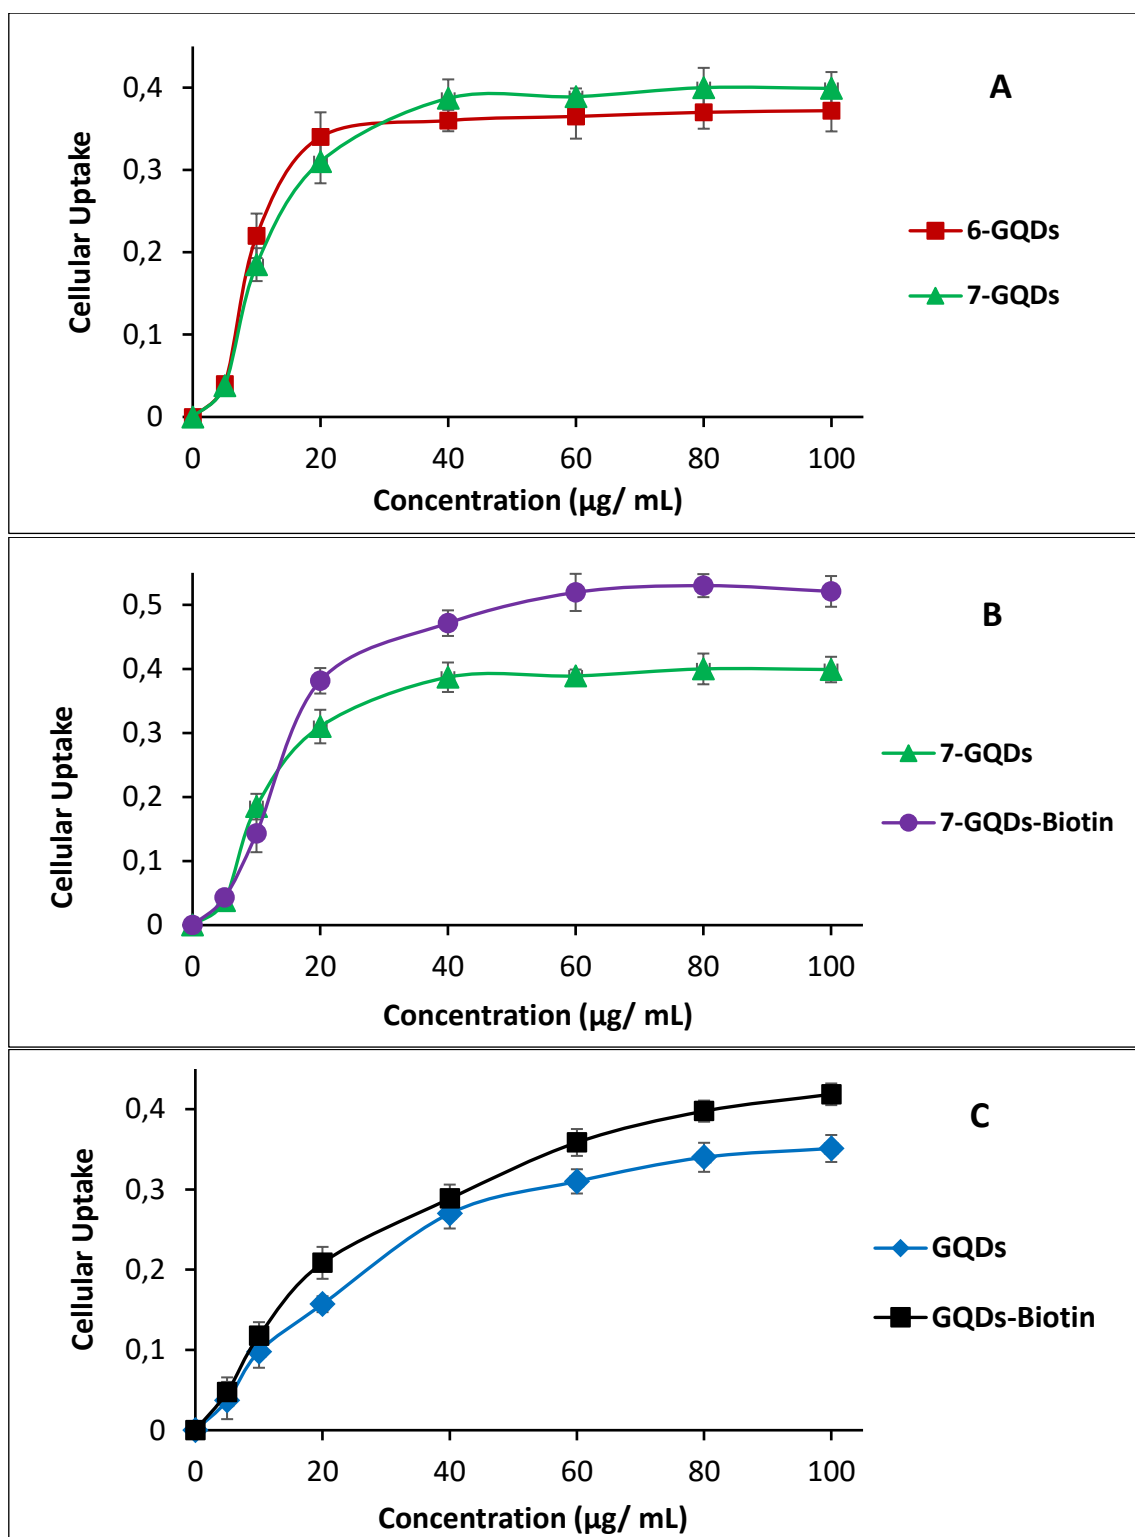 A
0,4
0,3
0,2
0,1
0
Cellular Uptake
0 20 40 60 80 100
Concentration (µg/ mL)
6-GQDs
7-GQDs
B
0,5
0,4
0,3
0,2
0,1
0
Cellular Uptake
0 20 40 60 80 100
Concentration (µg/ mL)
7-GQDs
7-GQDs-Biotin
C
0,4
0,3
0,2
0,1
0
Cellular Uptake
0 20 40 60 80 100
Concentration (µg/ mL)
GQDs
GQDs-Biotin